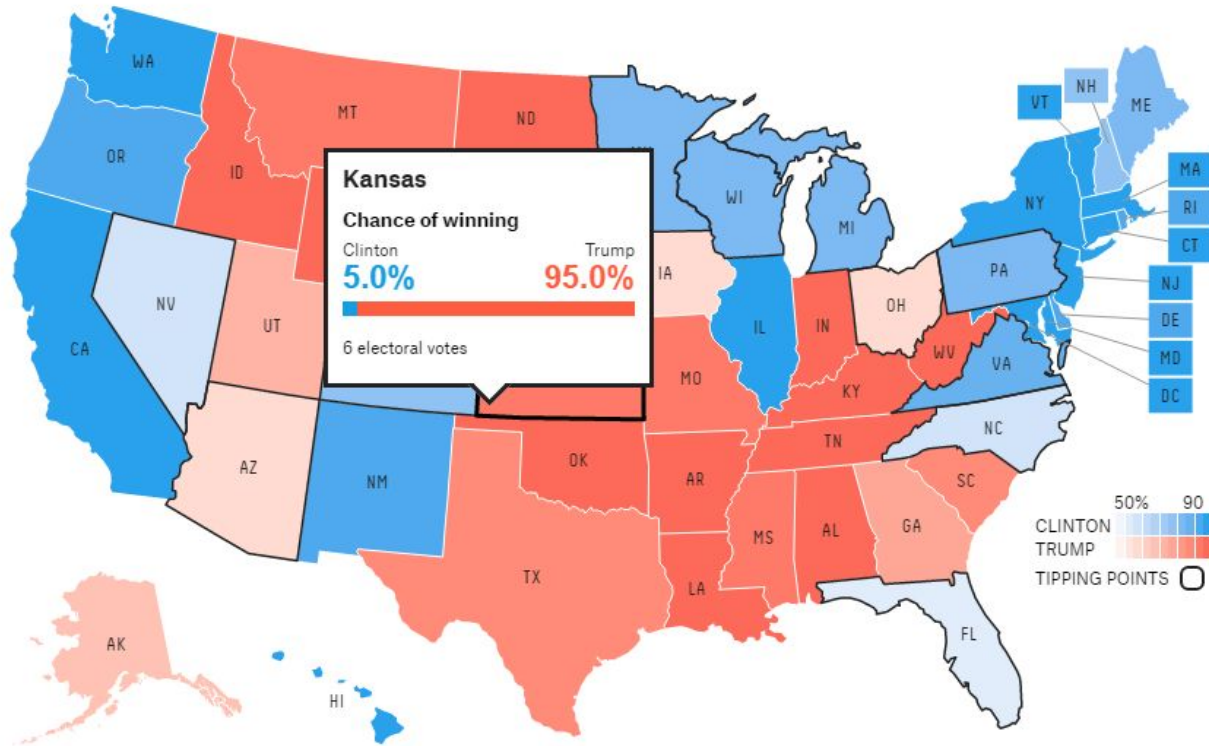 WA
MT
ND
VT
NH
ME
OR
ID
Kansas
Chance of winning
Clinton Trump
5.0% 95.0%
6 electoral votes
WI
MI
NY
MA
RI
CT
NV
UT
CA
IA
IL
IN
OH
PA
NJ
DE
MD
DC
MO
WV
VA
KY
AZ
NM
OK
AR
TN
NC
SC
MS
AL
GA
TX
LA
50% 90
CLINTON
TRUMP
TIPPING POINTS
FL
AK
HI